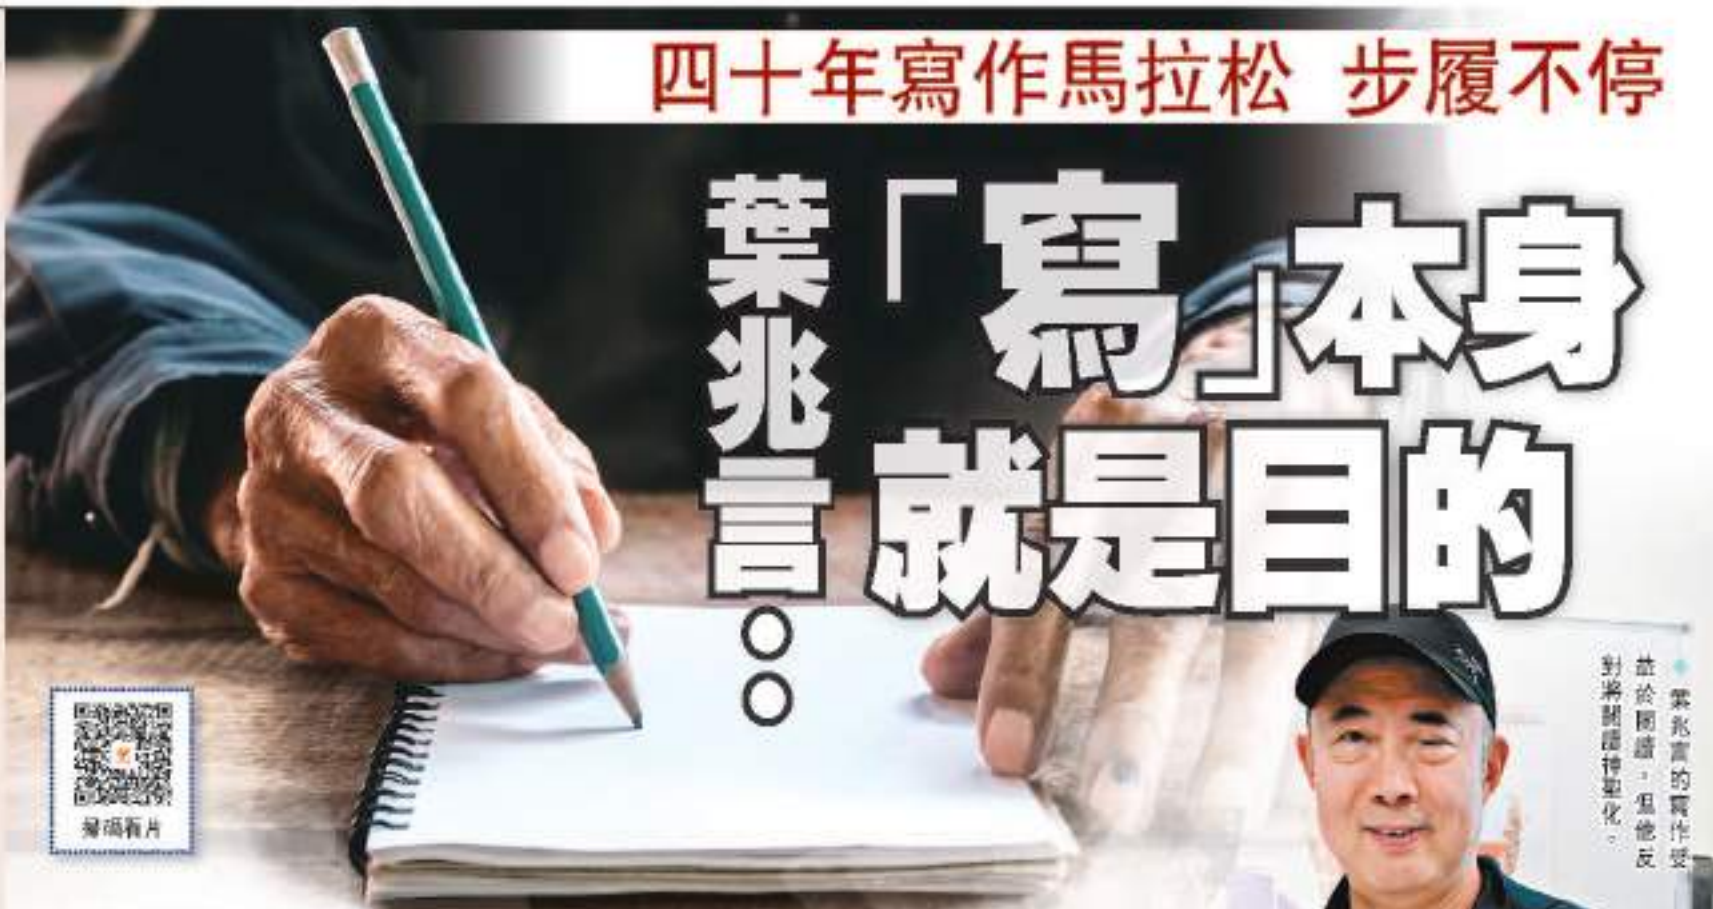 四十年寫作馬拉松 步履不停
葉兆言：
「寫」本身
就是目的
葉兆言的寫作受
益於閱讀，但他反
對將閱讀神聖化。
掃碼看片